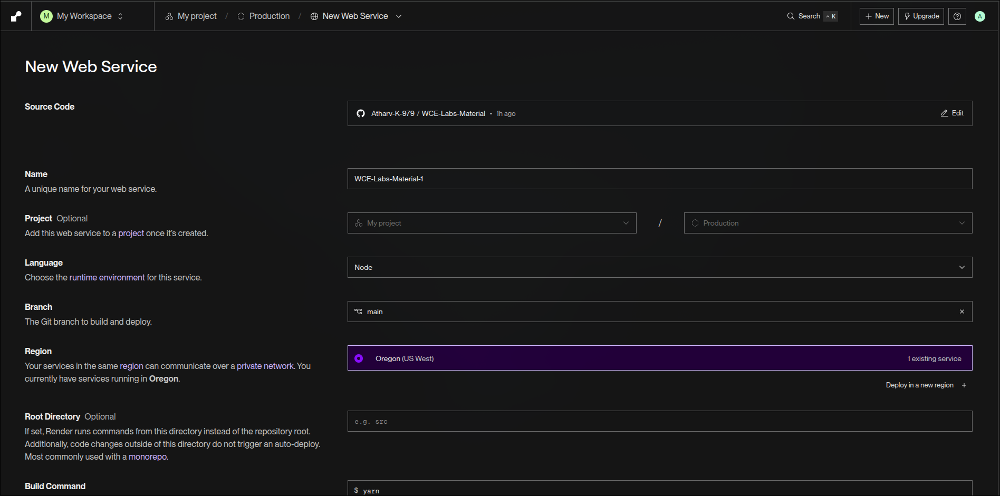 M My Workspace
My project / Production / New Web Service
Search ^ K
+ New
Upgrade
A
New Web Service
Source Code
Atharv-K-979 / WCE-Labs-Material • 1h ago
Edit
Name
A unique name for your web service.
WCE-Labs-Material-1
Project Optional
Add this web service to a project once it's created.
My project / Production
Language
Choose the runtime environment for this service.
Node
Branch
The Git branch to build and deploy.
main
Region
Your services in the same region can communicate over a private network. You
currently have services running in Oregon.
Oregon (US West)
1 existing service
Deploy in a new region +
Root Directory Optional
If set, Render runs commands from this directory instead of the repository root.
Additionally, code changes outside of this directory do not trigger an auto-deploy.
Most commonly used with a monorepo.
e.g. src
Build Command
$ yarn